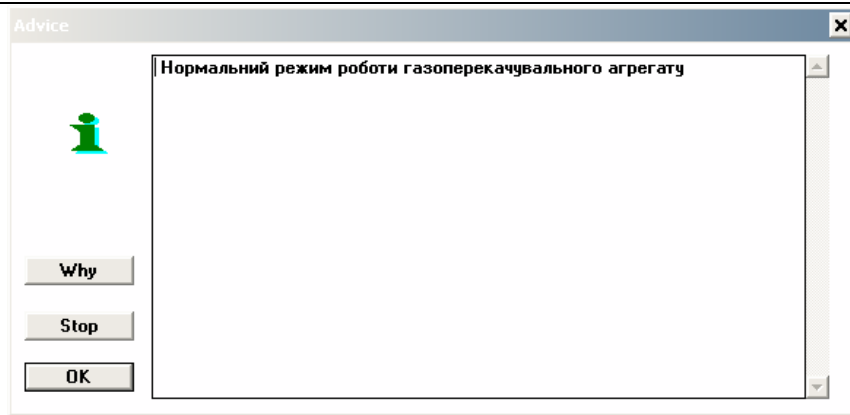 Advice
Нормальний режим роботи газоперекачувального агрегату
Why
Stop
OK